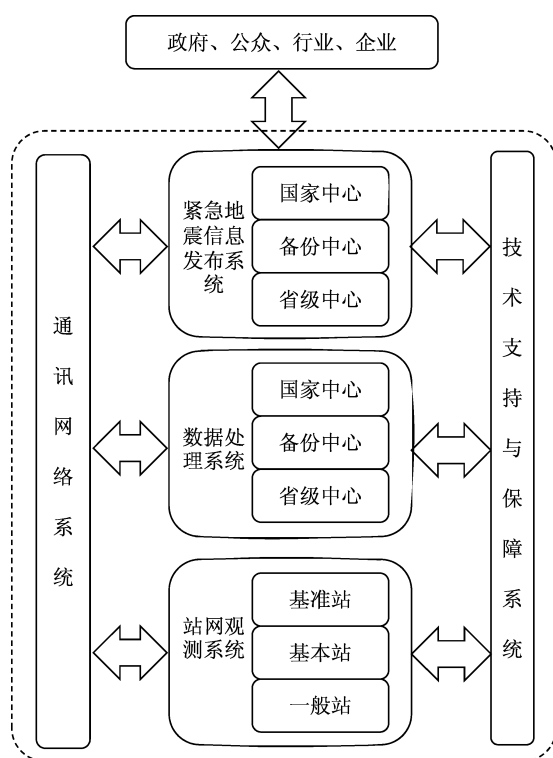 政府、公众、行业、企业
通讯网络系统
紧急地
震信息
发布系
统
国家中心
备份中心
省级中心
数据处
理系统
国家中心
备份中心
省级中心
站网观
测系统
基准站
基本站
一般站
技术支持与保障系统